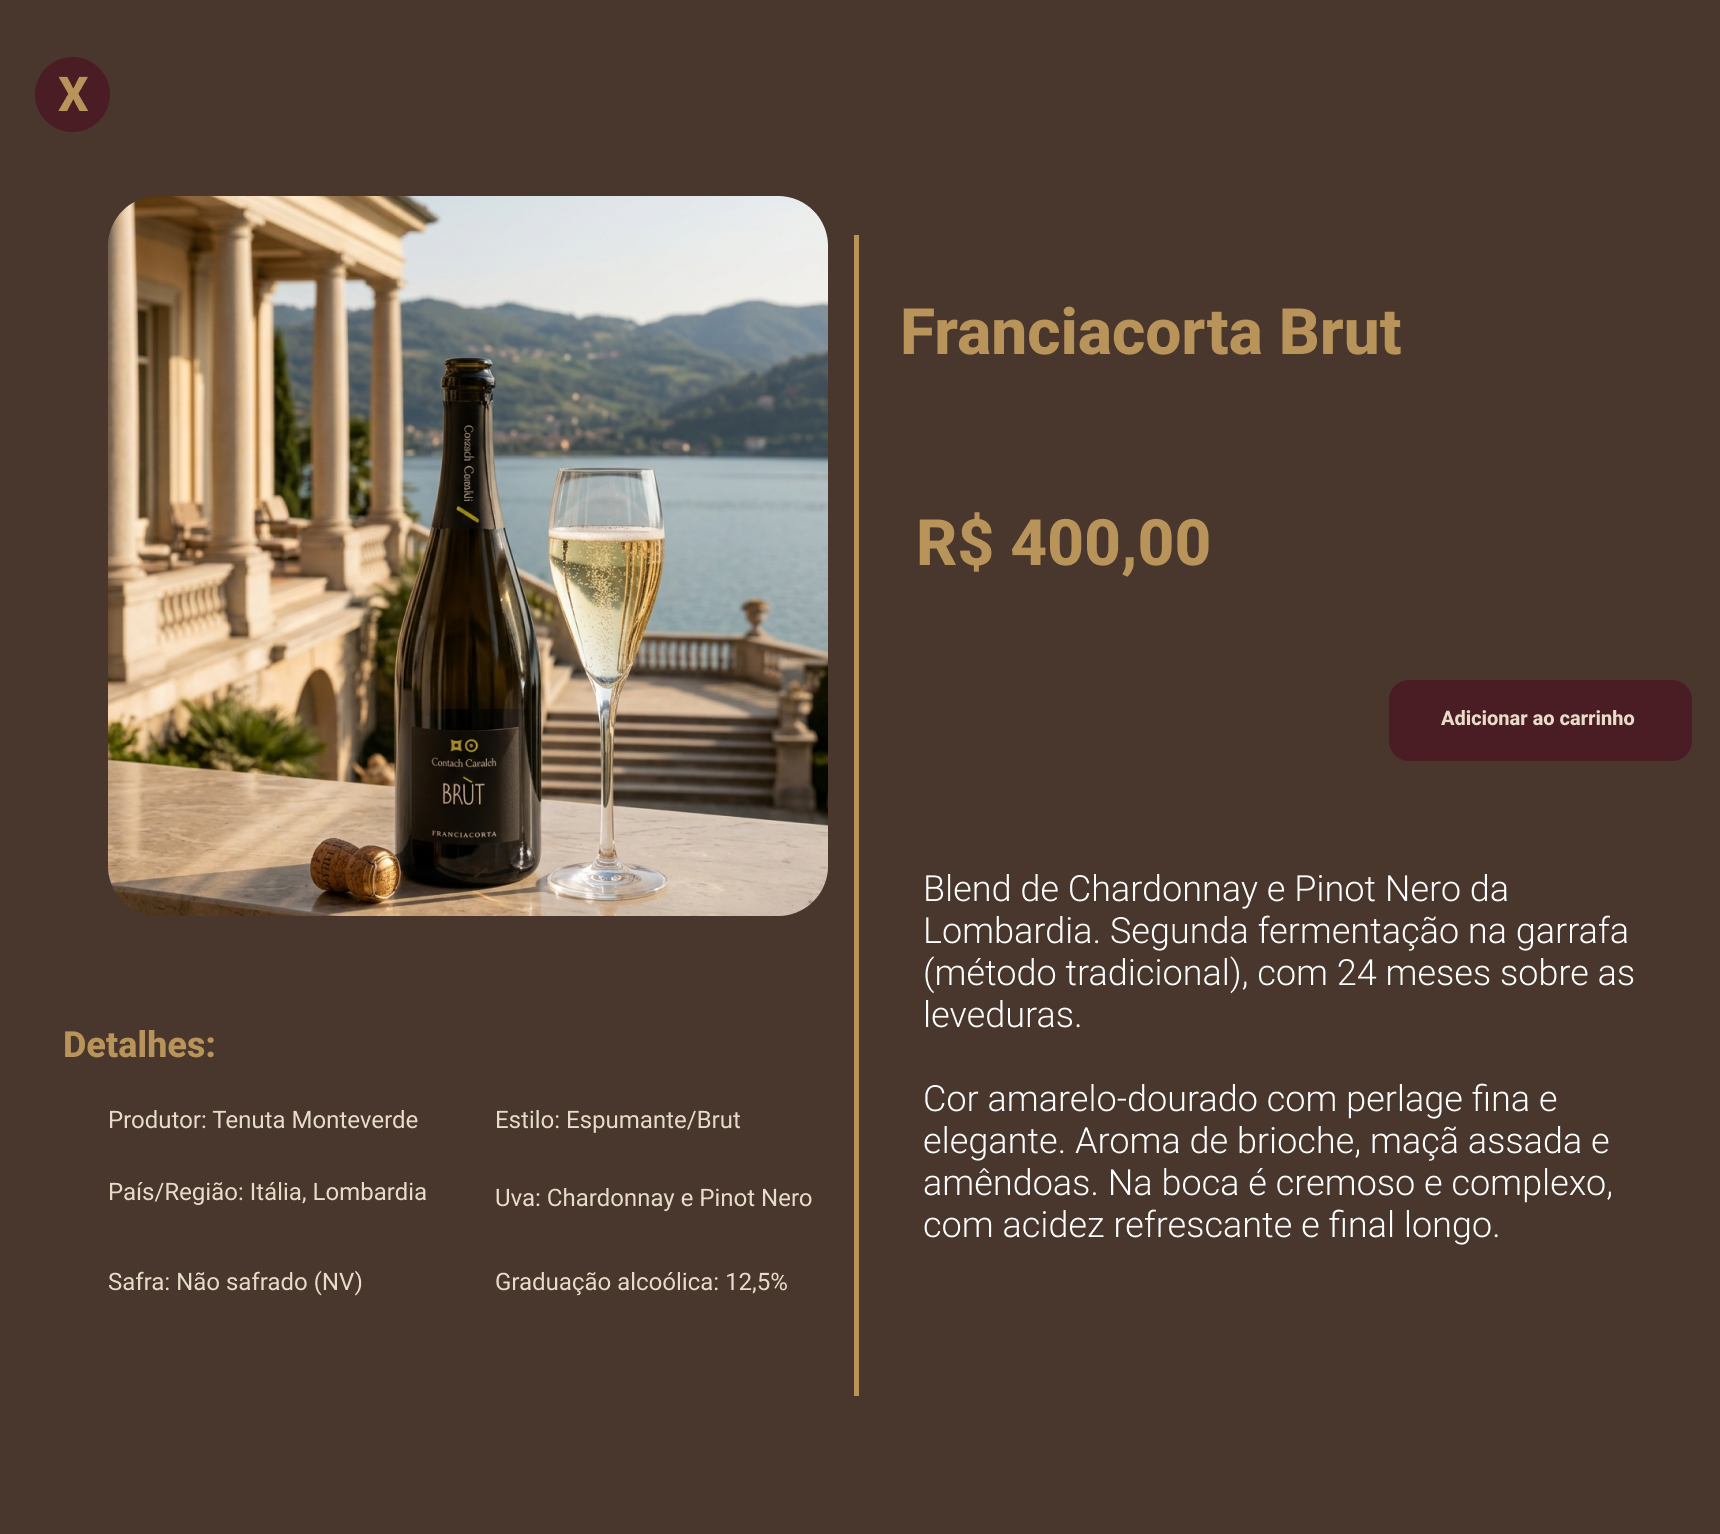 X
Franciacorta Brut
R$ 400,00
Adicionar ao carrinho
Contach Caralch
BRÙT
FRANCIACORTA
Blend de Chardonnay e Pinot Nero da
Lombardia. Segunda fermentação na garrafa
(método tradicional), com 24 meses sobre as
leveduras.
Cor amarelo-dourado com perlage fina e
elegante. Aroma de brioche, maçã assada e
amêndoas. Na boca é cremoso e complexo,
com acidez refrescante e final longo.
Detalhes:
Produtor: Tenuta Monteverde
Estilo: Espumante/Brut
País/Região: Itália, Lombardia
Uva: Chardonnay e Pinot Nero
Safra: Não safrado (NV)
Graduação alcoólica: 12,5%